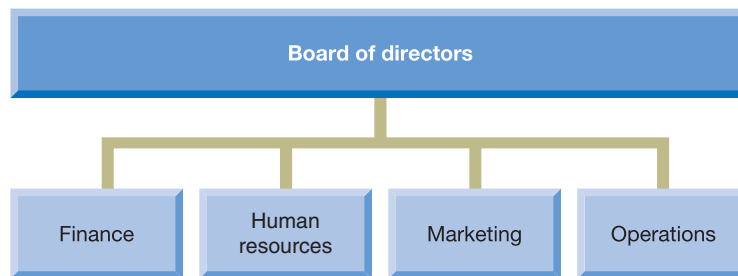 Board of directors
Finance
Human
resources
Marketing
Operations